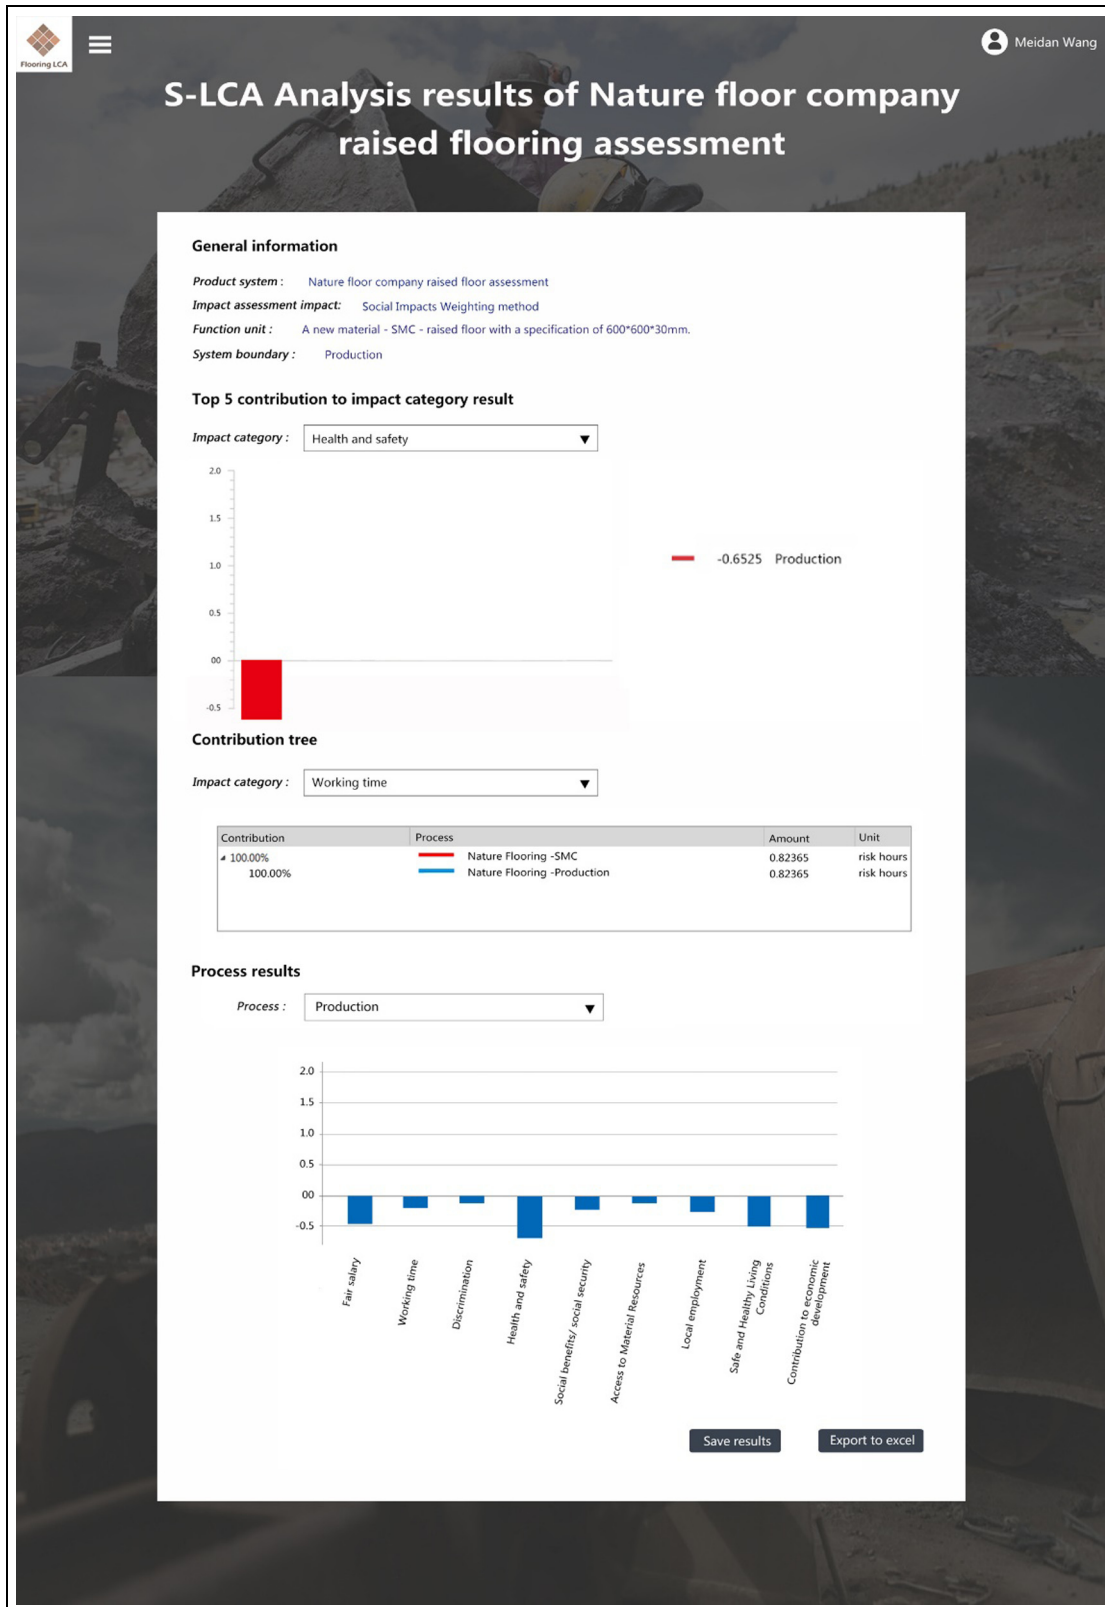 Flooring LCA
Meidan Wang
S-LCA Analysis results of Nature floor company
raised flooring assessment
General information
Product system : Nature floor company raised floor assessment
Impact assessment impact: Social Impacts Weighting method
Function unit : A new material - SMC - raised floor with a specification of 600*600*30mm.
System boundary : Production
Top 5 contribution to impact category result
Impact category : Health and safety
2.0
1.5
1.0
0.5
00
-0.5
-0.6525 Production
Contribution tree
Impact category : Working time
Contribution Process Amount Unit
100.00% Nature Flooring -SMC 0.82365 risk hours
100.00% Nature Flooring -Production 0.82365 risk hours
Process results
Process : Production
2.0
1.5
1.0
0.5
00
-0.5
Fair salary
Working time
Discrimination
Health and safety
Social benefits/ social security
Access to Material Resources
Local employment
Safe and Healthy Living
Conditions
Contribution to economic
development
Save results
Export to excel